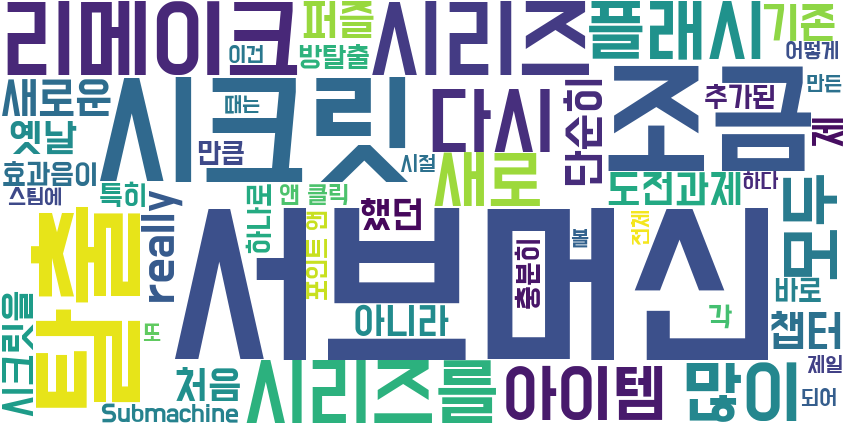 리메이크
이건
퍼즐
방탈출
시리즈
플래시
기존
어떻게
새로운
시크릿
때는
다시
조금
단순히
추가된
만든
제
옛날
만큼
시절
효과음이
스팀에
특히
really
하나로
앤 클릭
새로
도전과제
하다
모두
탈출
서브머신
했던
포인트 앤
충분히
볼
전체
시크릿을
또
아니라
바로
각
챕터
Submachine
처음
시리즈를
아이템
많이
제일
되어